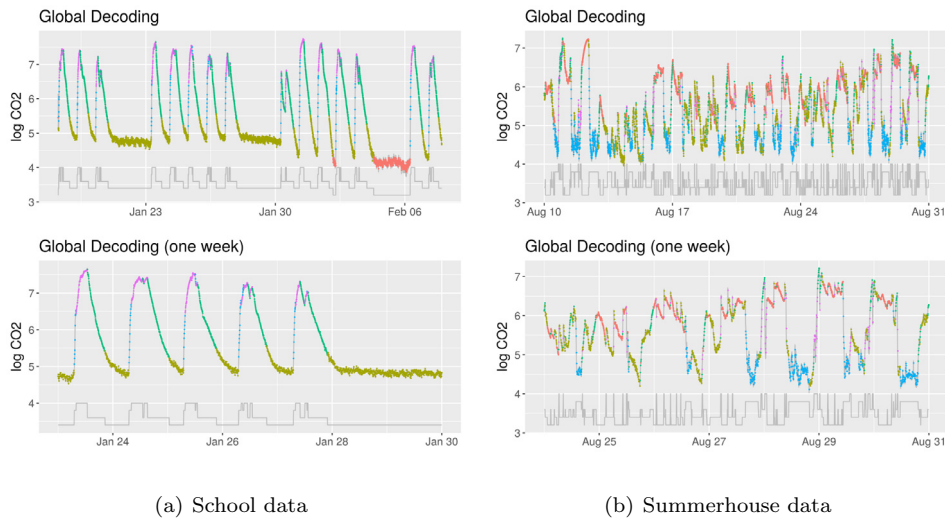 Global Decoding
log CO2
7
6
5
4
3
Jan 23
Jan 30
Feb 06
Global Decoding
log CO2
7
6
5
4
3
Aug 10
Aug 17
Aug 24
Aug 31
Global Decoding (one week)
log CO2
7
6
5
4
Jan 24
Jan 26
Jan 28
Jan 30
Global Decoding (one week)
log CO2
7
6
5
4
3
Aug 25
Aug 27
Aug 29
Aug 31
(a) School data
(b) Summerhouse data